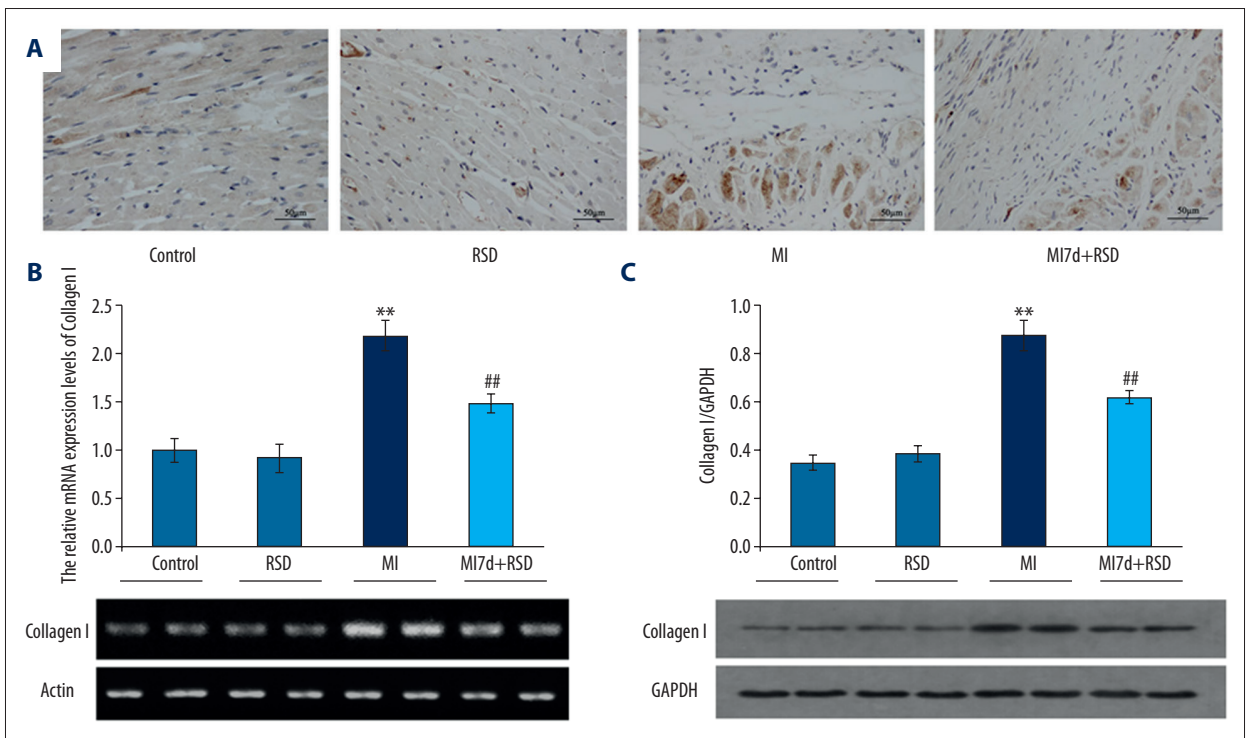 A
50µm
50µm
50µm
50µm
Control
RSD
MI
MI7d+RSD
B
The relative mRNA expression levels of Collagen I
2.5
2.0
1.5
1.0
0.5
0.0
**
##
Control
RSD
MI
MI7d+RSD
Collagen I
Actin
C
Collagen I/GAPDH
1.0
0.8
0.6
0.4
0.2
0.0
**
##
Control
RSD
MI
MI7d+RSD
Collagen I
GAPDH